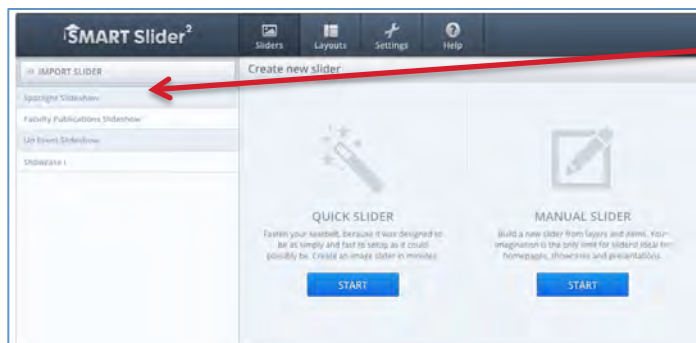 SMART Slider²
Sliders
Layouts
Settings
Help
IMPORT SLIDER
Create new slider
Spotlight Slideshow
Faculty Publications Slideshow
Slideshow
Showcase
QUICK SLIDER
Fasten your seatbelt, because it was designed to
be as simply and fast to setup as it could
possibly be. Create an image slider in minutes.
START
MANUAL SLIDER
Build a new slider from layers and items. Your
imagination is the only limit for sliders! Ideal for
homepages, showcases and presentations.
START